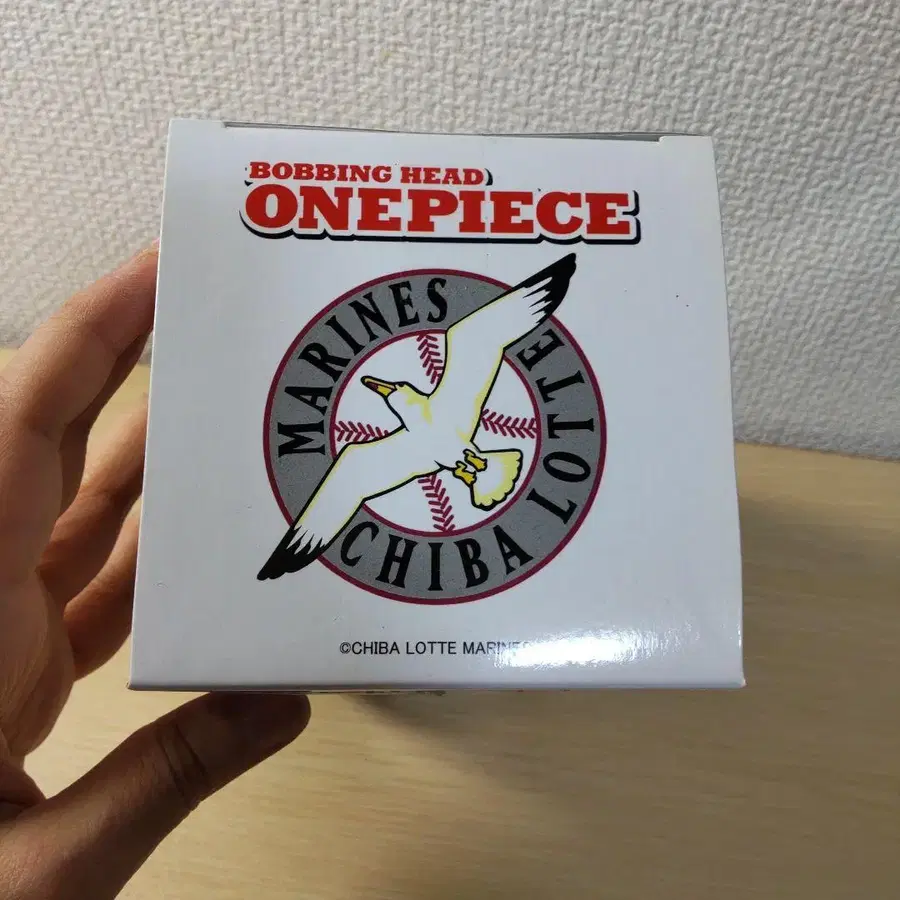 BOBBING HEAD
ONEPIECE
MARINES
CHIBA LOTTE
©CHIBA LOTTE MARINES